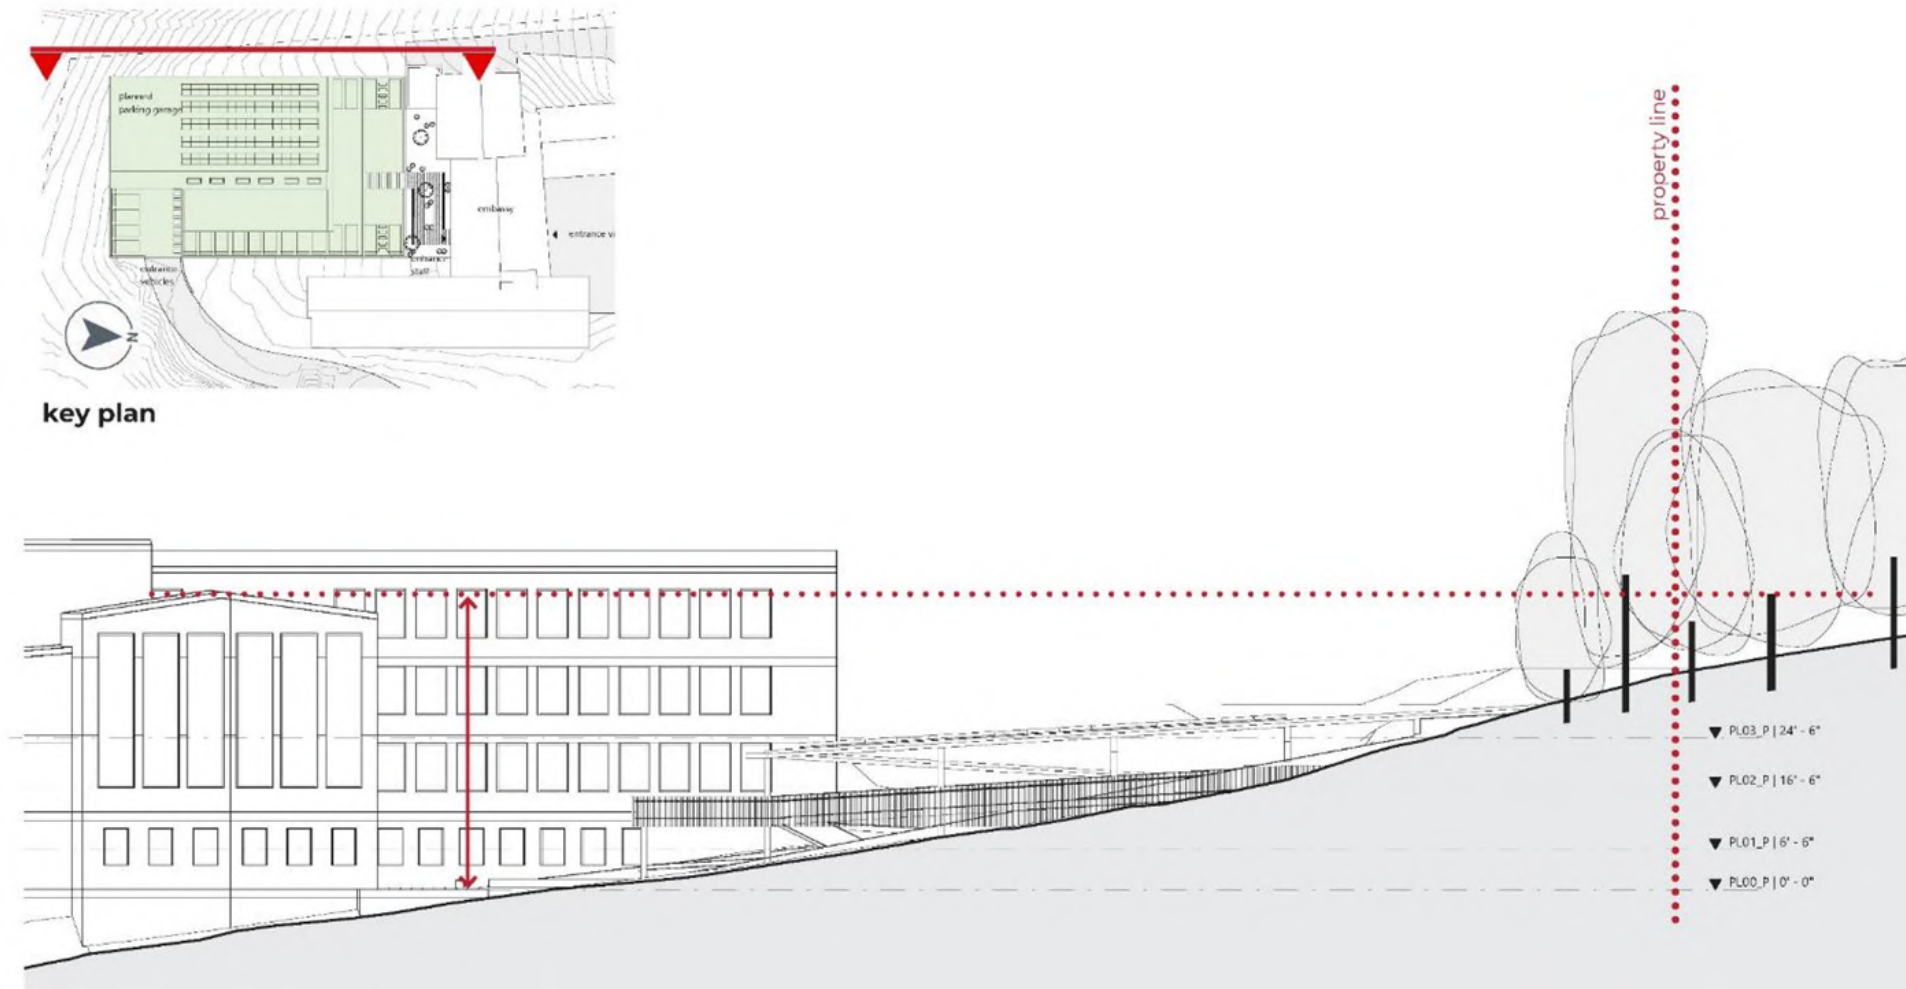 planned
parking garage
embassy
entrance
entrance
vehicles
entrance
staff
N
key plan
property line
PL03_P | 24' - 6"
PL02_P | 16' - 6"
PL01_P | 6' - 6"
PL00_P | 0' - 0"